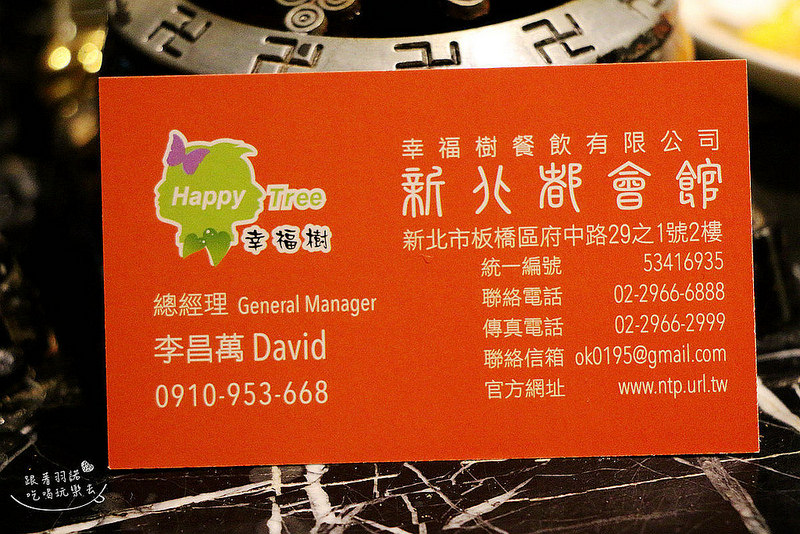 Happy Tree
幸福樹
總經理 General Manager
李昌萬 David
0910-953-668
幸福樹餐飲有限公司
新北都會館
新北市板橋區府中路29之1號2樓
統一編號 53416935
聯絡電話 02-2966-6888
傳真電話 02-2966-2999
聯絡信箱 ok0195@gmail.com
官方網址 www.ntp.url.tw
跟著羽諾
吃喝玩樂去